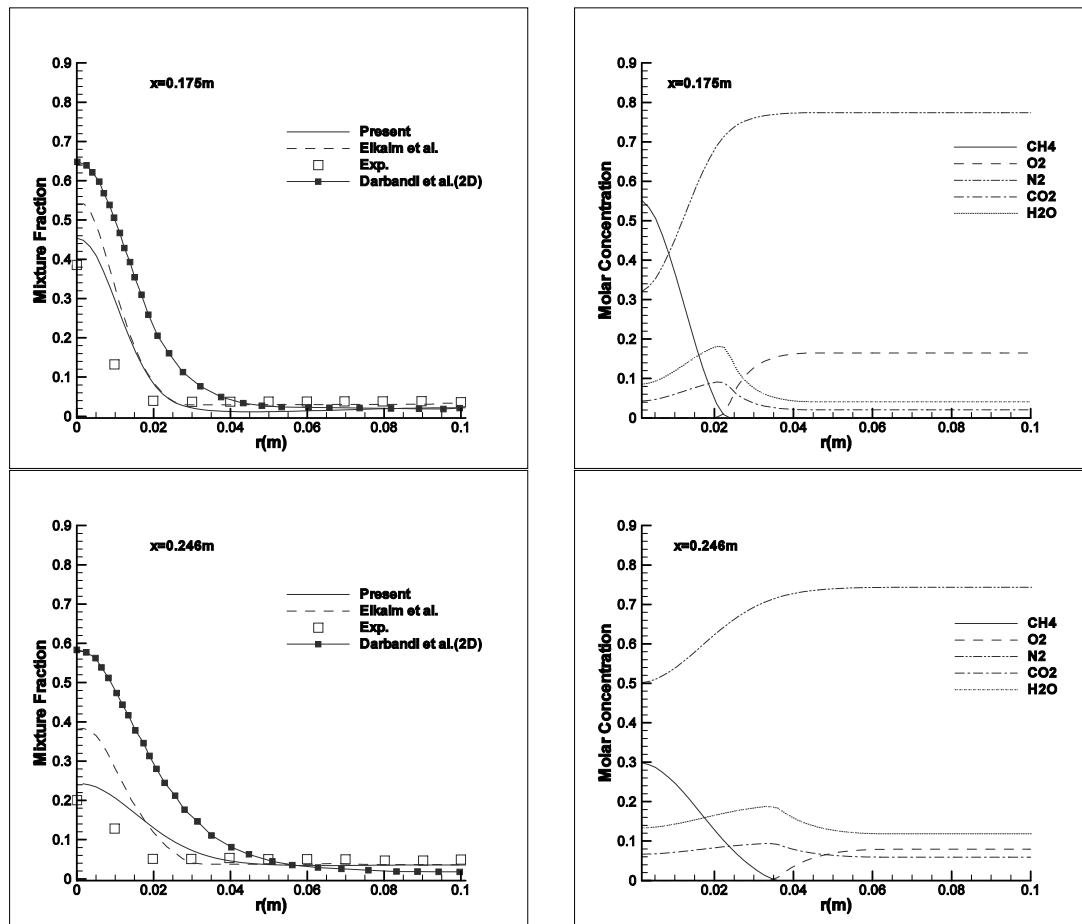 x=0.175m
Present
Elkaim et al.
Exp.
Darbandi et al.(2D)
Mixture Fraction
0.9
0.8
0.7
0.6
0.5
0.4
0.3
0.2
0.1
0
0
0.02
0.04
0.06
0.08
0.1
r(m)
x=0.175m
CH4
O2
N2
CO2
H2O
Molar Concentration
0.9
0.8
0.7
0.6
0.5
0.4
0.3
0.2
0.1
0
0.02
0.04
0.06
0.08
0.1
r(m)
x=0.246m
Present
Elkaim et al.
Exp.
Darbandi et al.(2D)
Mixture Fraction
0.9
0.8
0.7
0.6
0.5
0.4
0.3
0.2
0.1
0
0
0.02
0.04
0.06
0.08
0.1
r(m)
x=0.246m
CH4
O2
N2
CO2
H2O
Molar Concentration
0.9
0.8
0.7
0.6
0.5
0.4
0.3
0.2
0.1
0
0.02
0.04
0.06
0.08
0.1
r(m)